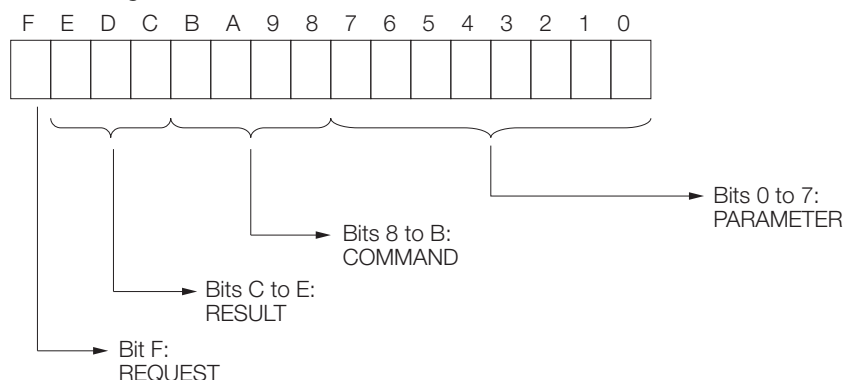 F E D C B A 9 8 7 6 5 4 3 2 1 0
Bits 0 to 7:
PARAMETER
Bits 8 to B:
COMMAND
Bits C to E:
RESULT
Bit F:
REQUEST